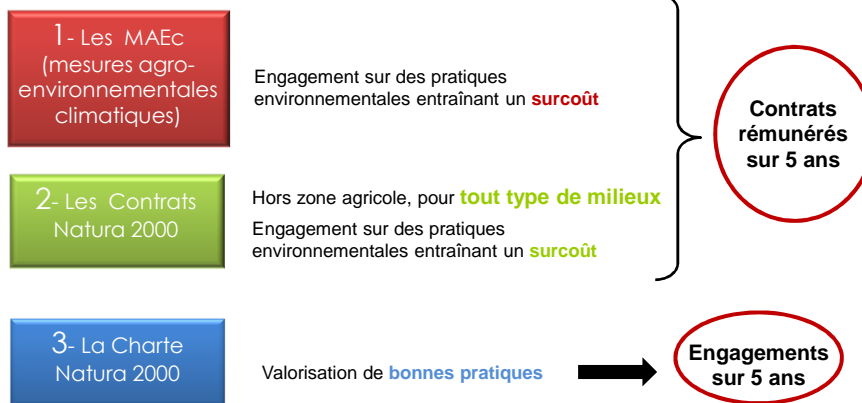 1- Les MAEc
(mesures agro-
environnementales
climatiques)
Engagement sur des pratiques
environnementales entraînant un surcoût
2- Les Contrats
Natura 2000
Hors zone agricole, pour tout type de milieux
Engagement sur des pratiques
environnementales entraînant un surcoût
Contrats
rémunérés
sur 5 ans
3- La Charte
Natura 2000
Valorisation de bonnes pratiques
Engagements
sur 5 ans